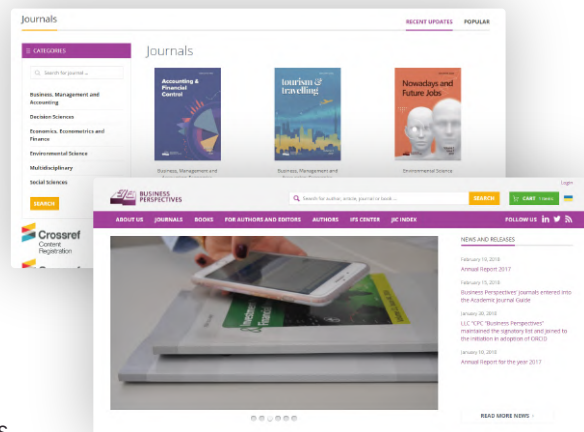 Journals
RECENT UPDATES POPULAR
CATEGORIES
Journals
Search for journal ...
Business, Management and
Accounting
Decision Sciences
Economics, Econometrics and
Finance
Environmental Science
Multidisciplinary
Social Sciences
SEARCH
Accounting &
Financial
Control
tourism &
travelling
Nowadays and
Future Jobs
Business, Management and
Business, Management and
Environmental Science
Crossref
Content
Registration
Crossref
Login
BUSINESS
PERSPECTIVES
Search for author, article, journal or book ...
SEARCH
CART
ABOUT US JOURNALS BOOKS FOR AUTHORS AND EDITORS AUTHORS IFS CENTER JIC INDEX
FOLLOW US in
NEWS AND RELEASES
February 19, 2018
Annual Report 2017
February 15, 2018
Business Perspectives' journals entered into
the Academic Journal Guide
January 30, 2018
LLC "CPC "Business Perspectives"
maintained the signatory list and joined to
the initiation in adoption of ORCID
January 10, 2018
Annual Report for the year 2017
READ MORE NEWS